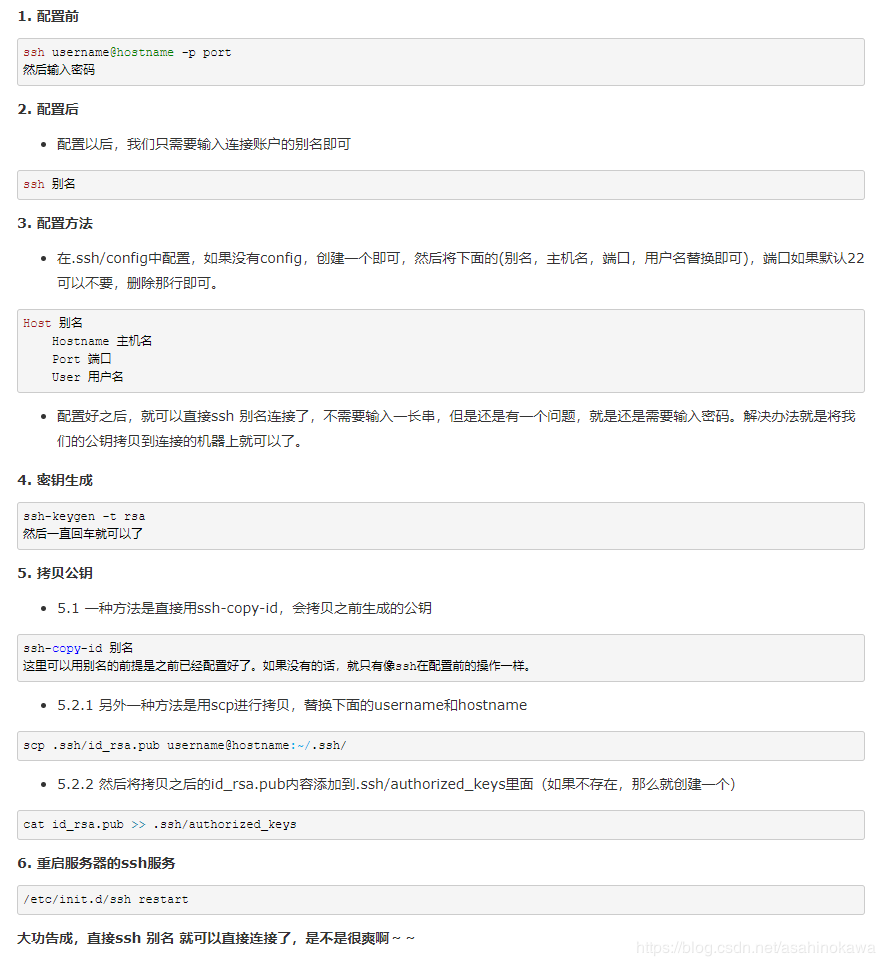 1. 配置前
ssh username@hostname -p port
然后输入密码
2. 配置后
配置以后，我们只需要输入连接账户的别名即可
ssh 别名
3. 配置方法
在.ssh/config中配置，如果没有config，创建一个即可，然后将下面的(别名，主机名，端口，用户名替换即可)，端口如果默认22
可以不要，删除那行即可。
Host 别名
Hostname 主机名
Port 端口
User 用户名
配置好之后，就可以直接ssh 别名连接了，不需要输入一长串，但是还是有一个问题，就是还是需要输入密码。解决办法就是将我
们的公钥拷贝到连接的机器上就可以了。
4. 密钥生成
ssh-keygen -t rsa
然后一直回车就可以了
5. 拷贝公钥
5.1 一种方法是直接用ssh-copy-id，会拷贝之前生成的公钥
ssh-copy-id 别名
这里可以用别名的前提是之前已经配置好了。如果没有的话，就只有像ssh在配置前的操作一样。
5.2.1 另外一种方法是用scp进行拷贝，替换下面的username和hostname
scp .ssh/id_rsa.pub username@hostname:~/.ssh/
5.2.2 然后将拷贝之后的id_rsa.pub内容添加到.ssh/authorized_keys里面（如果不存在，那么就创建一个）
cat id_rsa.pub >> .ssh/authorized_keys
6. 重启服务器的ssh服务
/etc/init.d/ssh restart
大功告成，直接ssh 别名 就可以直接连接了，是不是很爽啊～～
https://blog.csdn.net/asahinokawa